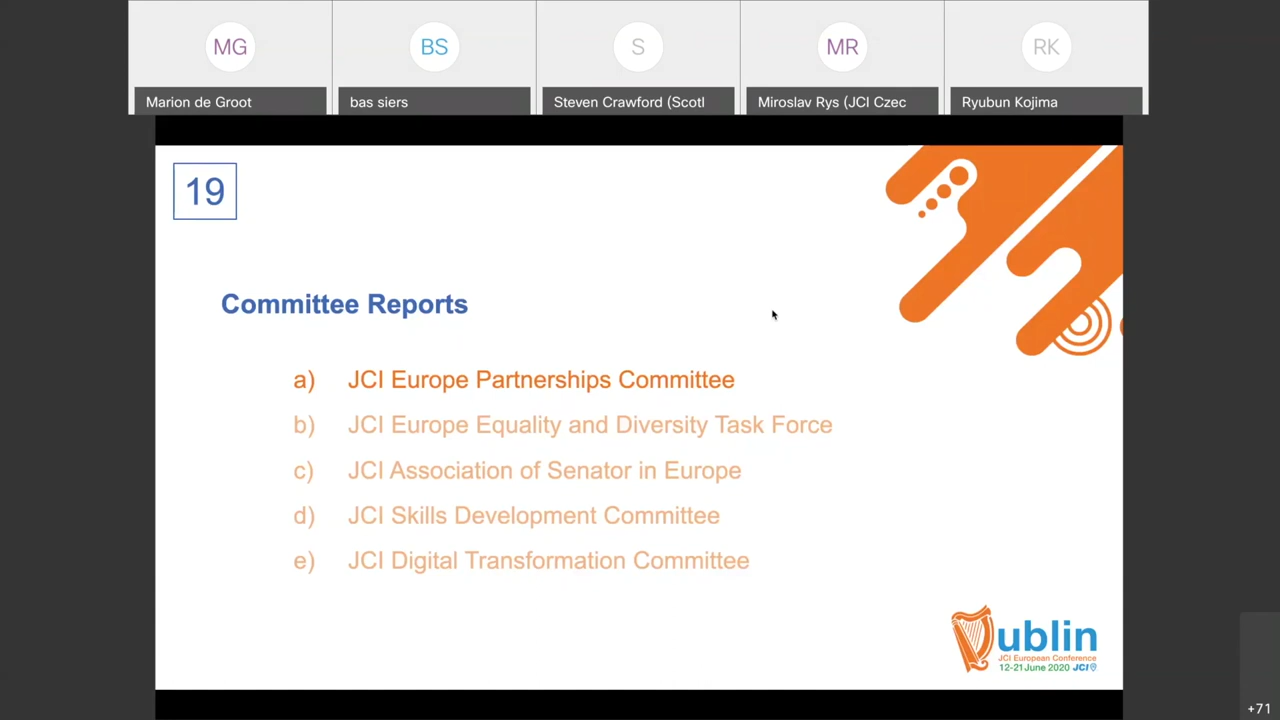 MG
BS
S
MR
RK
Marion de Groot
bas siers
Steven Crawford (Scotl
Miroslav Rys (JCI Czec
Ryubun Kojima
19
Committee Reports
a) JCI Europe Partnerships Committee
b) JCI Europe Equality and Diversity Task Force
c) JCI Association of Senator in Europe
d) JCI Skills Development Committee
e) JCI Digital Transformation Committee
ublin
JCI European Conference
12-21 June 2020 JCI
+71